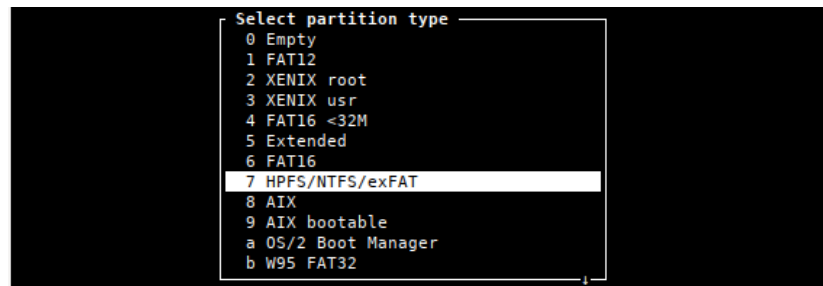 Select partition type
0 Empty
1 FAT12
2 XENIX root
3 XENIX usr
4 FAT16 <32M
5 Extended
6 FAT16
7 HPFS/NTFS/exFAT
8 AIX
9 AIX bootable
a OS/2 Boot Manager
b W95 FAT32
↓